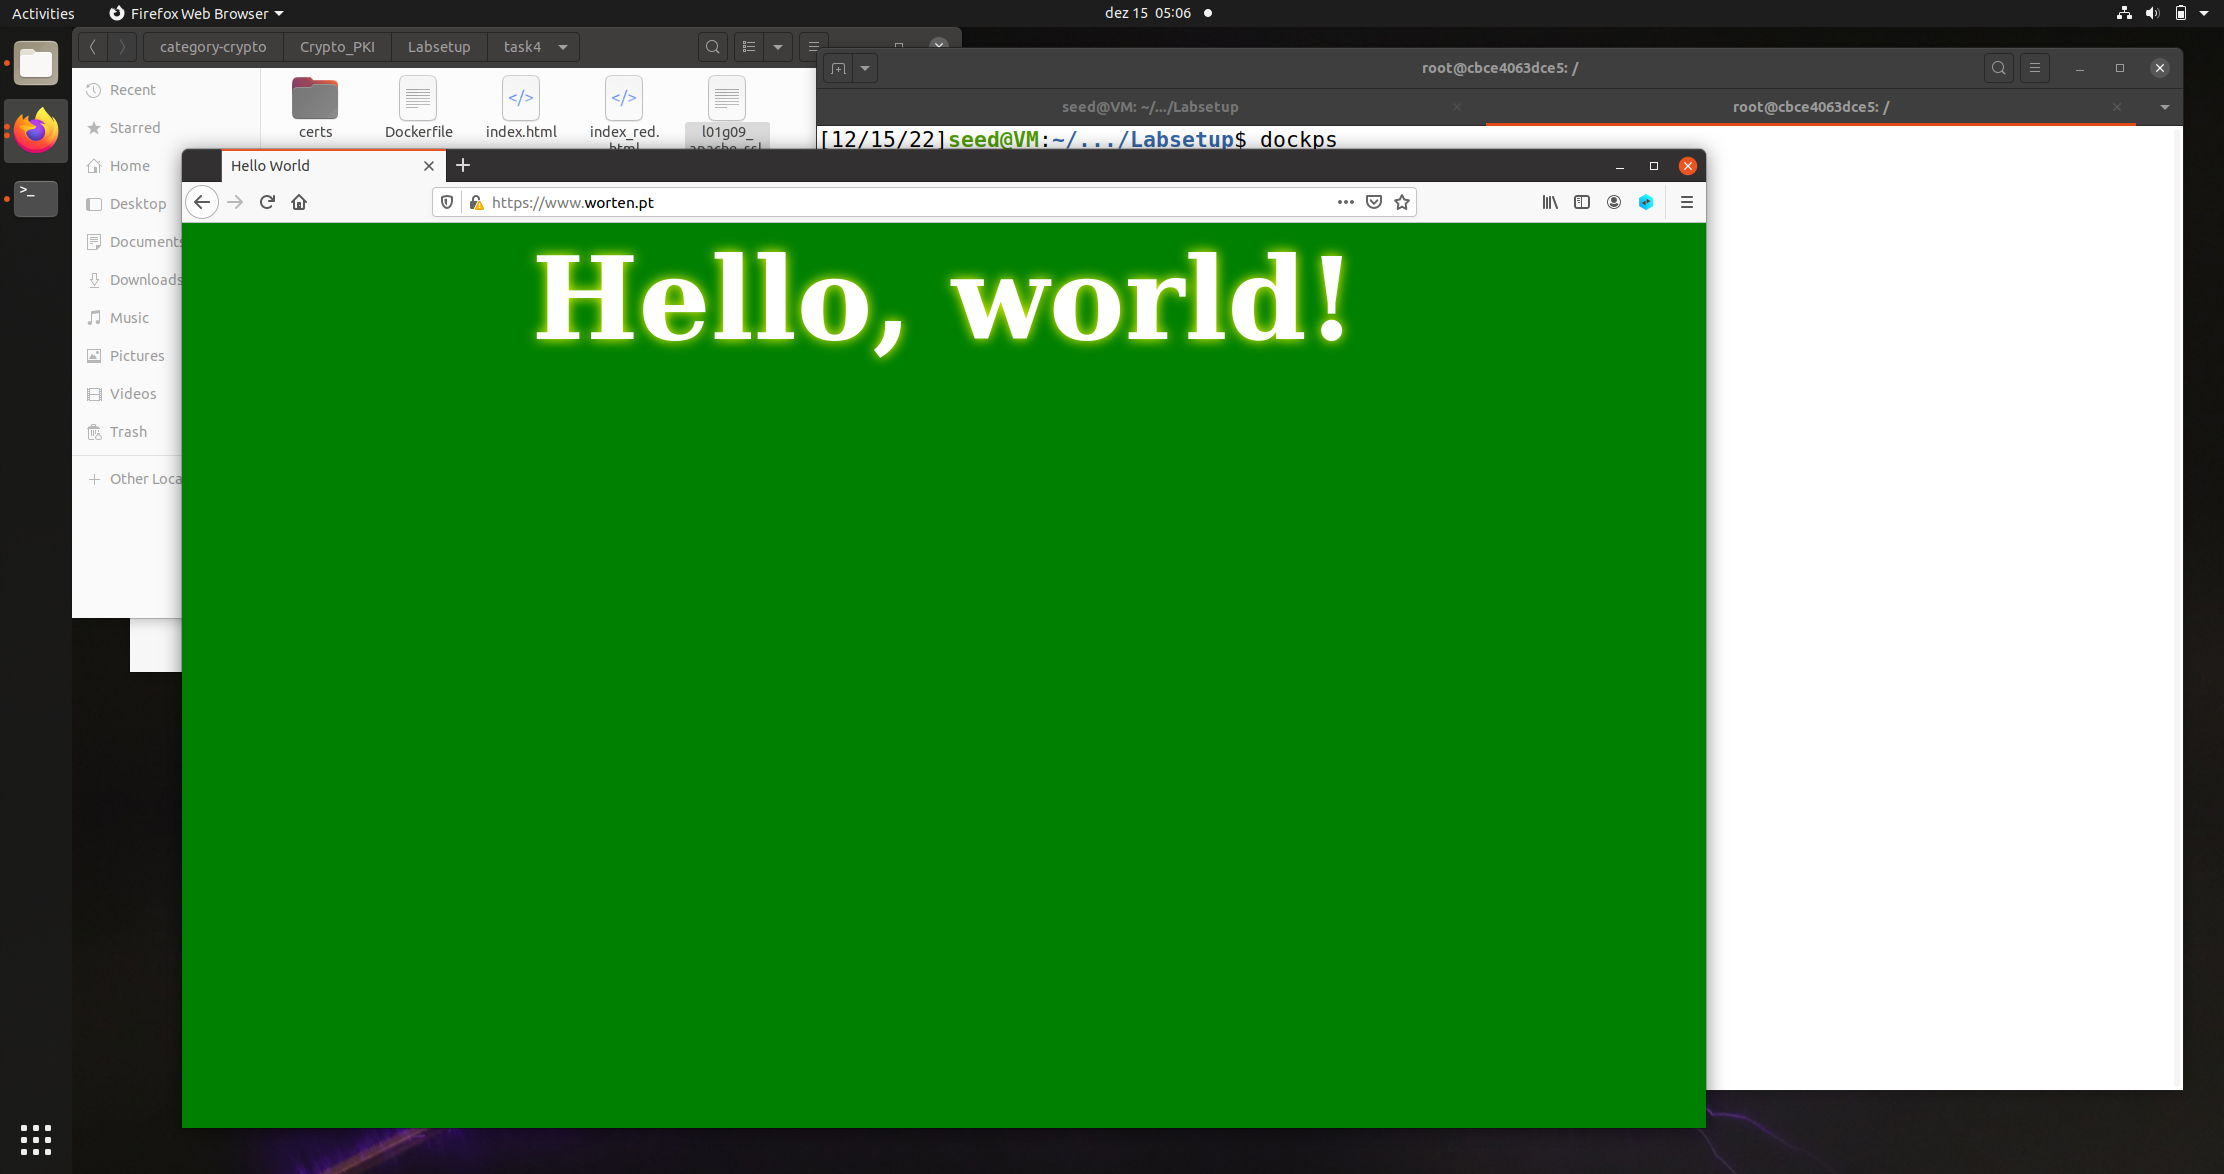 Activities
Firefox Web Browser
dez 15 05:06
category-crypto
Crypto_PKI
Labsetup
task4
Recent
Starred
Home
Desktop
Documents
Downloads
Music
Pictures
Videos
Trash
Other Loca
certs
Dockerfile
index.html
index_red.
html
l01g09_
apache_ssl
root@cbce4063dce5: /
seed@VM: ~/.../Labsetup
root@cbce4063dce5: /
[12/15/22]seed@VM:~/.../Labsetup$ dockps
Hello World
https://www.worten.pt
Hello, world!